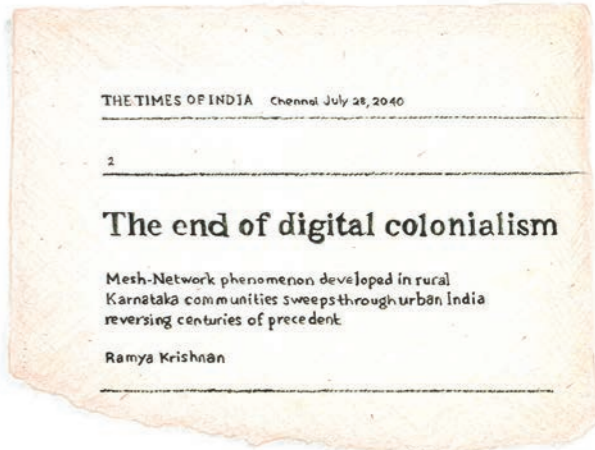 THE TIMES OF INDIA Chennai July 28, 2040
2
The end of digital colonialism
Mesh-Network phenomenon developed in rural
Karnataka communities sweeps through urban India
reversing centuries of precedent
Ramya Krishnan